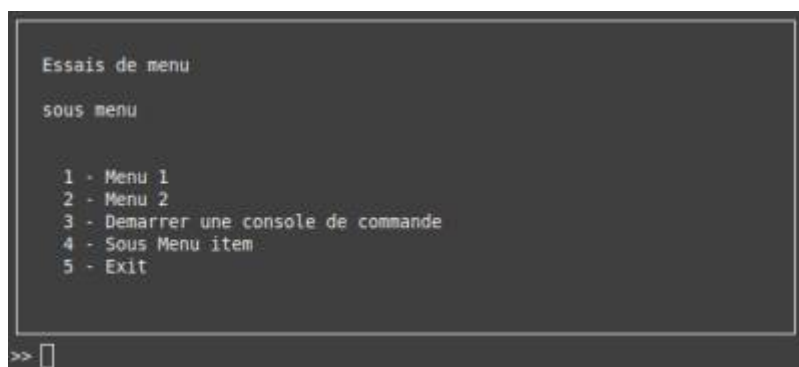 Essais de menu
sous menu
1 - Menu 1
2 - Menu 2
3 - Demarrer une console de commande
4 - Sous Menu item
5 - Exit
>>